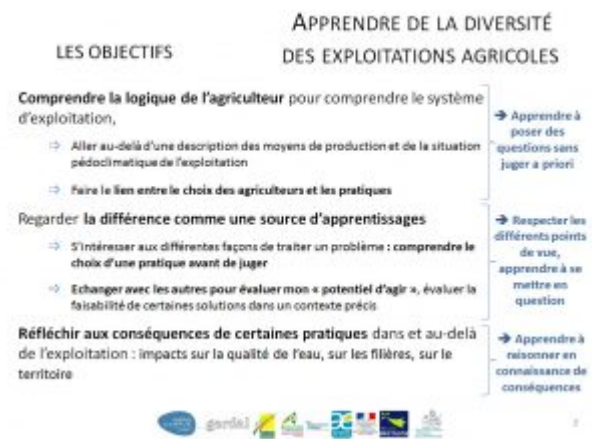 LES OBJECTIFS
APPRENDRE DE LA DIVERSITÉ
DES EXPLOITATIONS AGRICOLES
Comprendre la logique de l'agriculteur pour comprendre le système
d'exploitation,
⇨ Aller au-delà d'une description des moyens de production et de la situation
pédoclimatique de l'exploitation
⇨ Faire le lien entre le choix des agriculteurs et les pratiques
➔ Apprendre à
poser des
questions sans
juger a priori
Regarder la différence comme une source d'apprentissages
⇨ S'intéresser aux différentes façons de traiter un problème : comprendre le
choix d'une pratique avant de juger
⇨ Echanger avec les autres pour évaluer mon « potentiel d'agir », évaluer la
faisabilité de certaines solutions dans un contexte précis
➔ Respecter les
différents points
de vue,
apprendre à se
mettre en
question
Réfléchir aux conséquences de certaines pratiques dans et au-delà
de l'exploitation : impacts sur la qualité de l'eau, sur les filières, sur le
territoire
➔ Apprendre à
raisonner en
connaissance de
conséquences